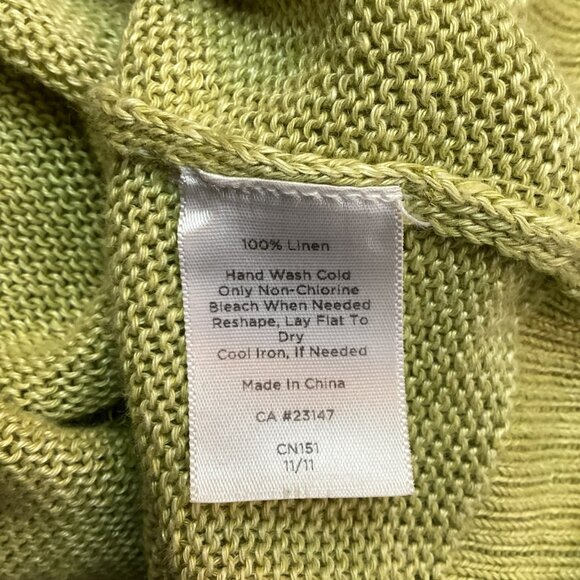 100% Linen
Hand Wash Cold
Only Non-Chlorine
Bleach When Needed
Reshape, Lay Flat To
Dry
Cool Iron, If Needed
Made In China
CA #23147
CN151
11/11